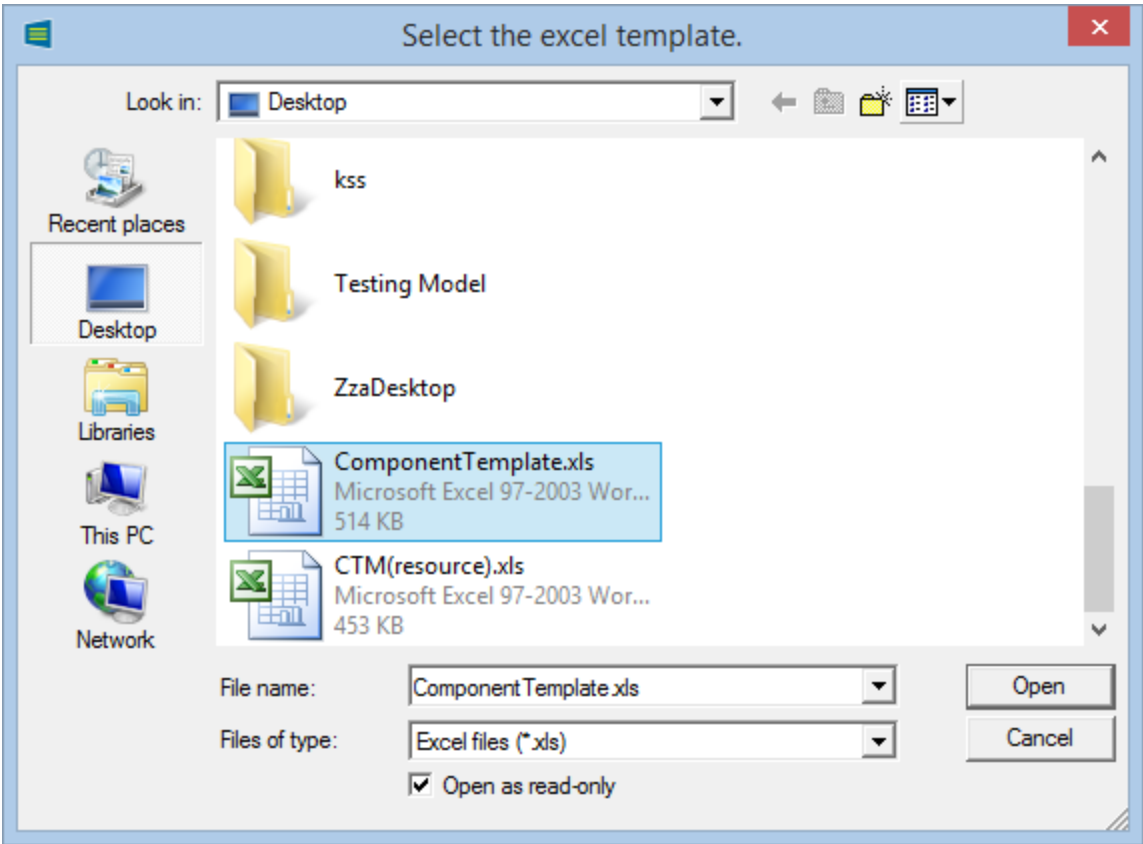 Select the excel template.
Look in: Desktop
Recent places
Desktop
Libraries
This PC
Network
kss
Testing Model
ZzaDesktop
ComponentTemplate.xls
Microsoft Excel 97-2003 Wor...
514 KB
CTM(resource).xls
Microsoft Excel 97-2003 Wor...
453 KB
File name: ComponentTemplate.xls
Open
Files of type: Excel files (*.xls)
Cancel
Open as read-only